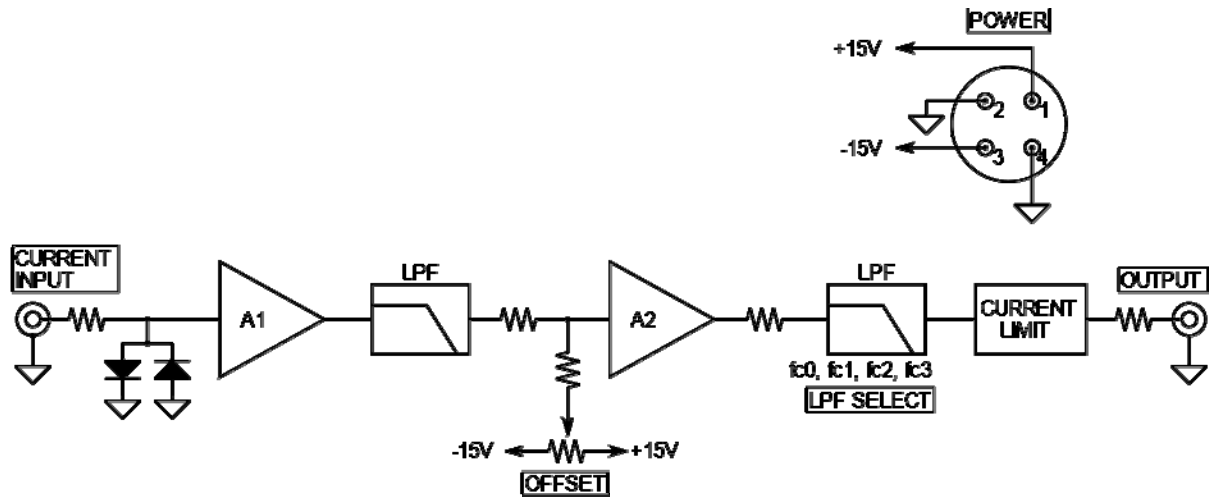 POWER
+15V
2
1
-15V
3
4
CURRENT
INPUT
A1
LPF
A2
LPF
fc0, fc1, fc2, fc3
LPF SELECT
CURRENT
LIMIT
OUTPUT
-15V
+15V
OFFSET